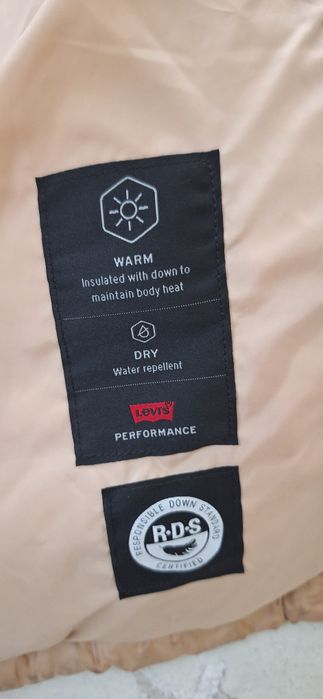 WARM
Insulated with down to
maintain body heat
DRY
Water repellent
Levi's
PERFORMANCE
RESPONSIBLE DOWN STANDARD
R·D·S
CERTIFIED